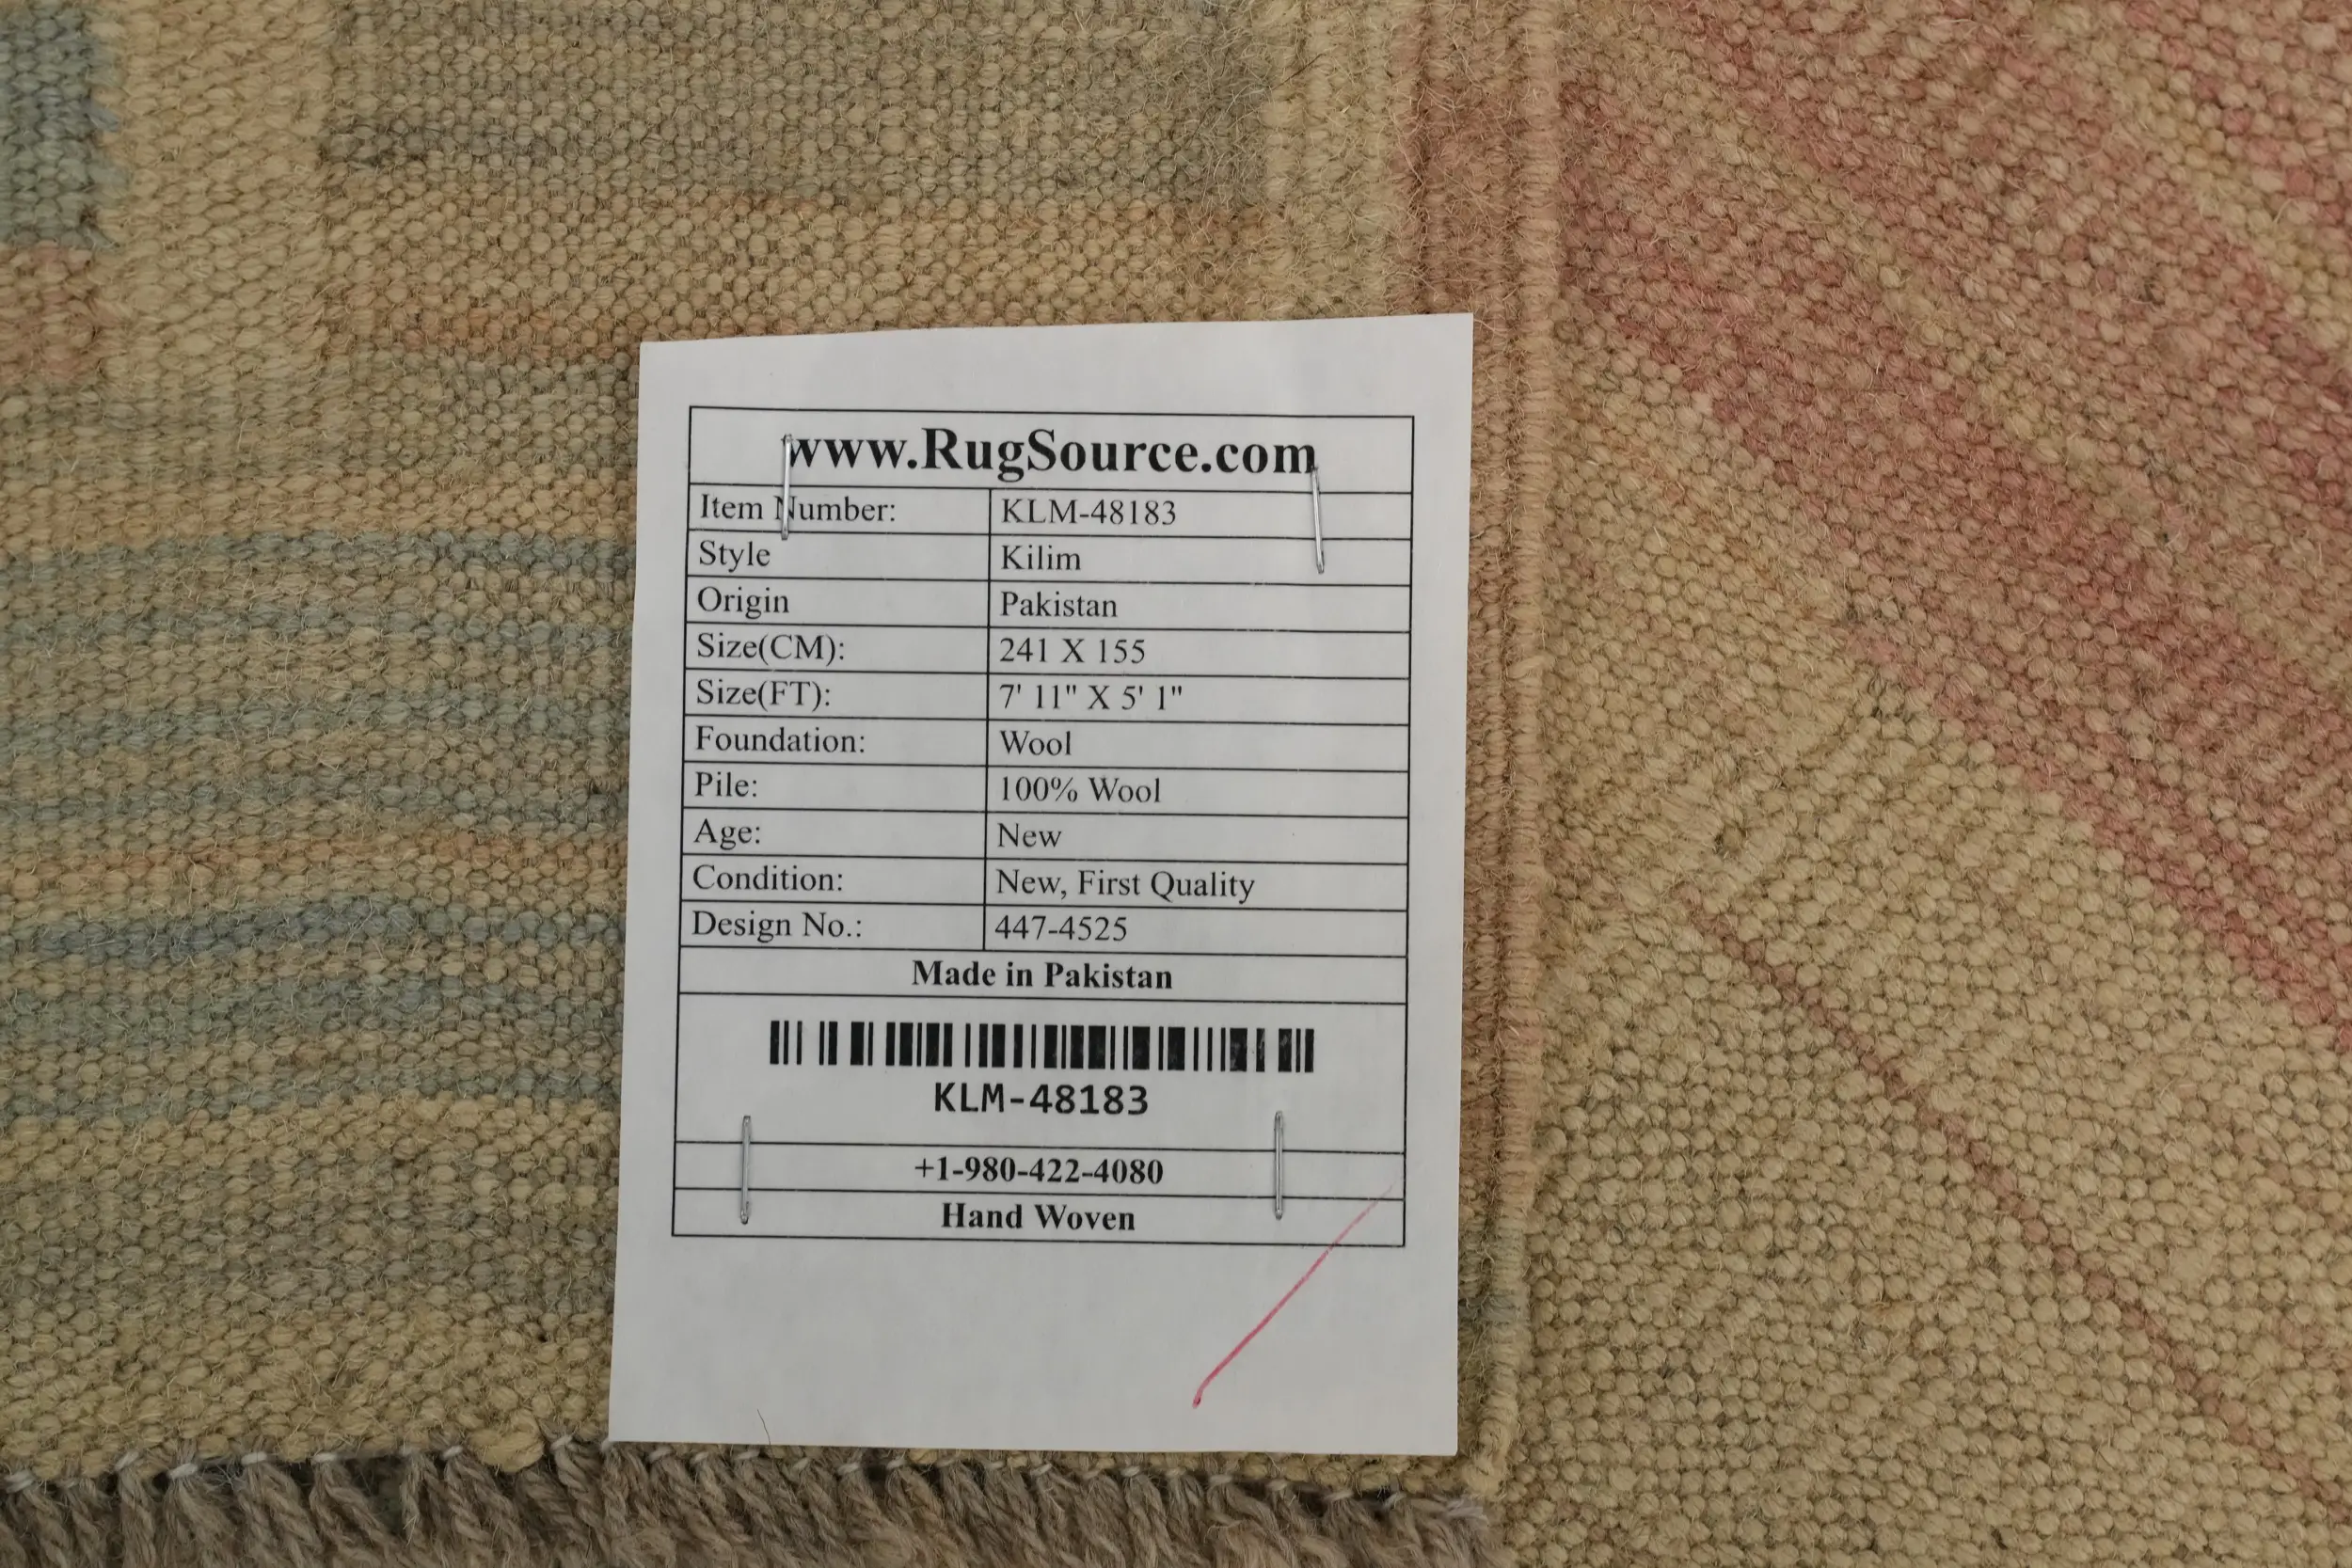 www.RugSource.com
Item Number: KLM-48183
Style Kilim
Origin Pakistan
Size(CM): 241 X 155
Size(FT): 7' 11" X 5' 1"
Foundation: Wool
Pile: 100% Wool
Age: New
Condition: New, First Quality
Design No.: 447-4525
Made in Pakistan
KLM-48183
+1-980-422-4080
Hand Woven